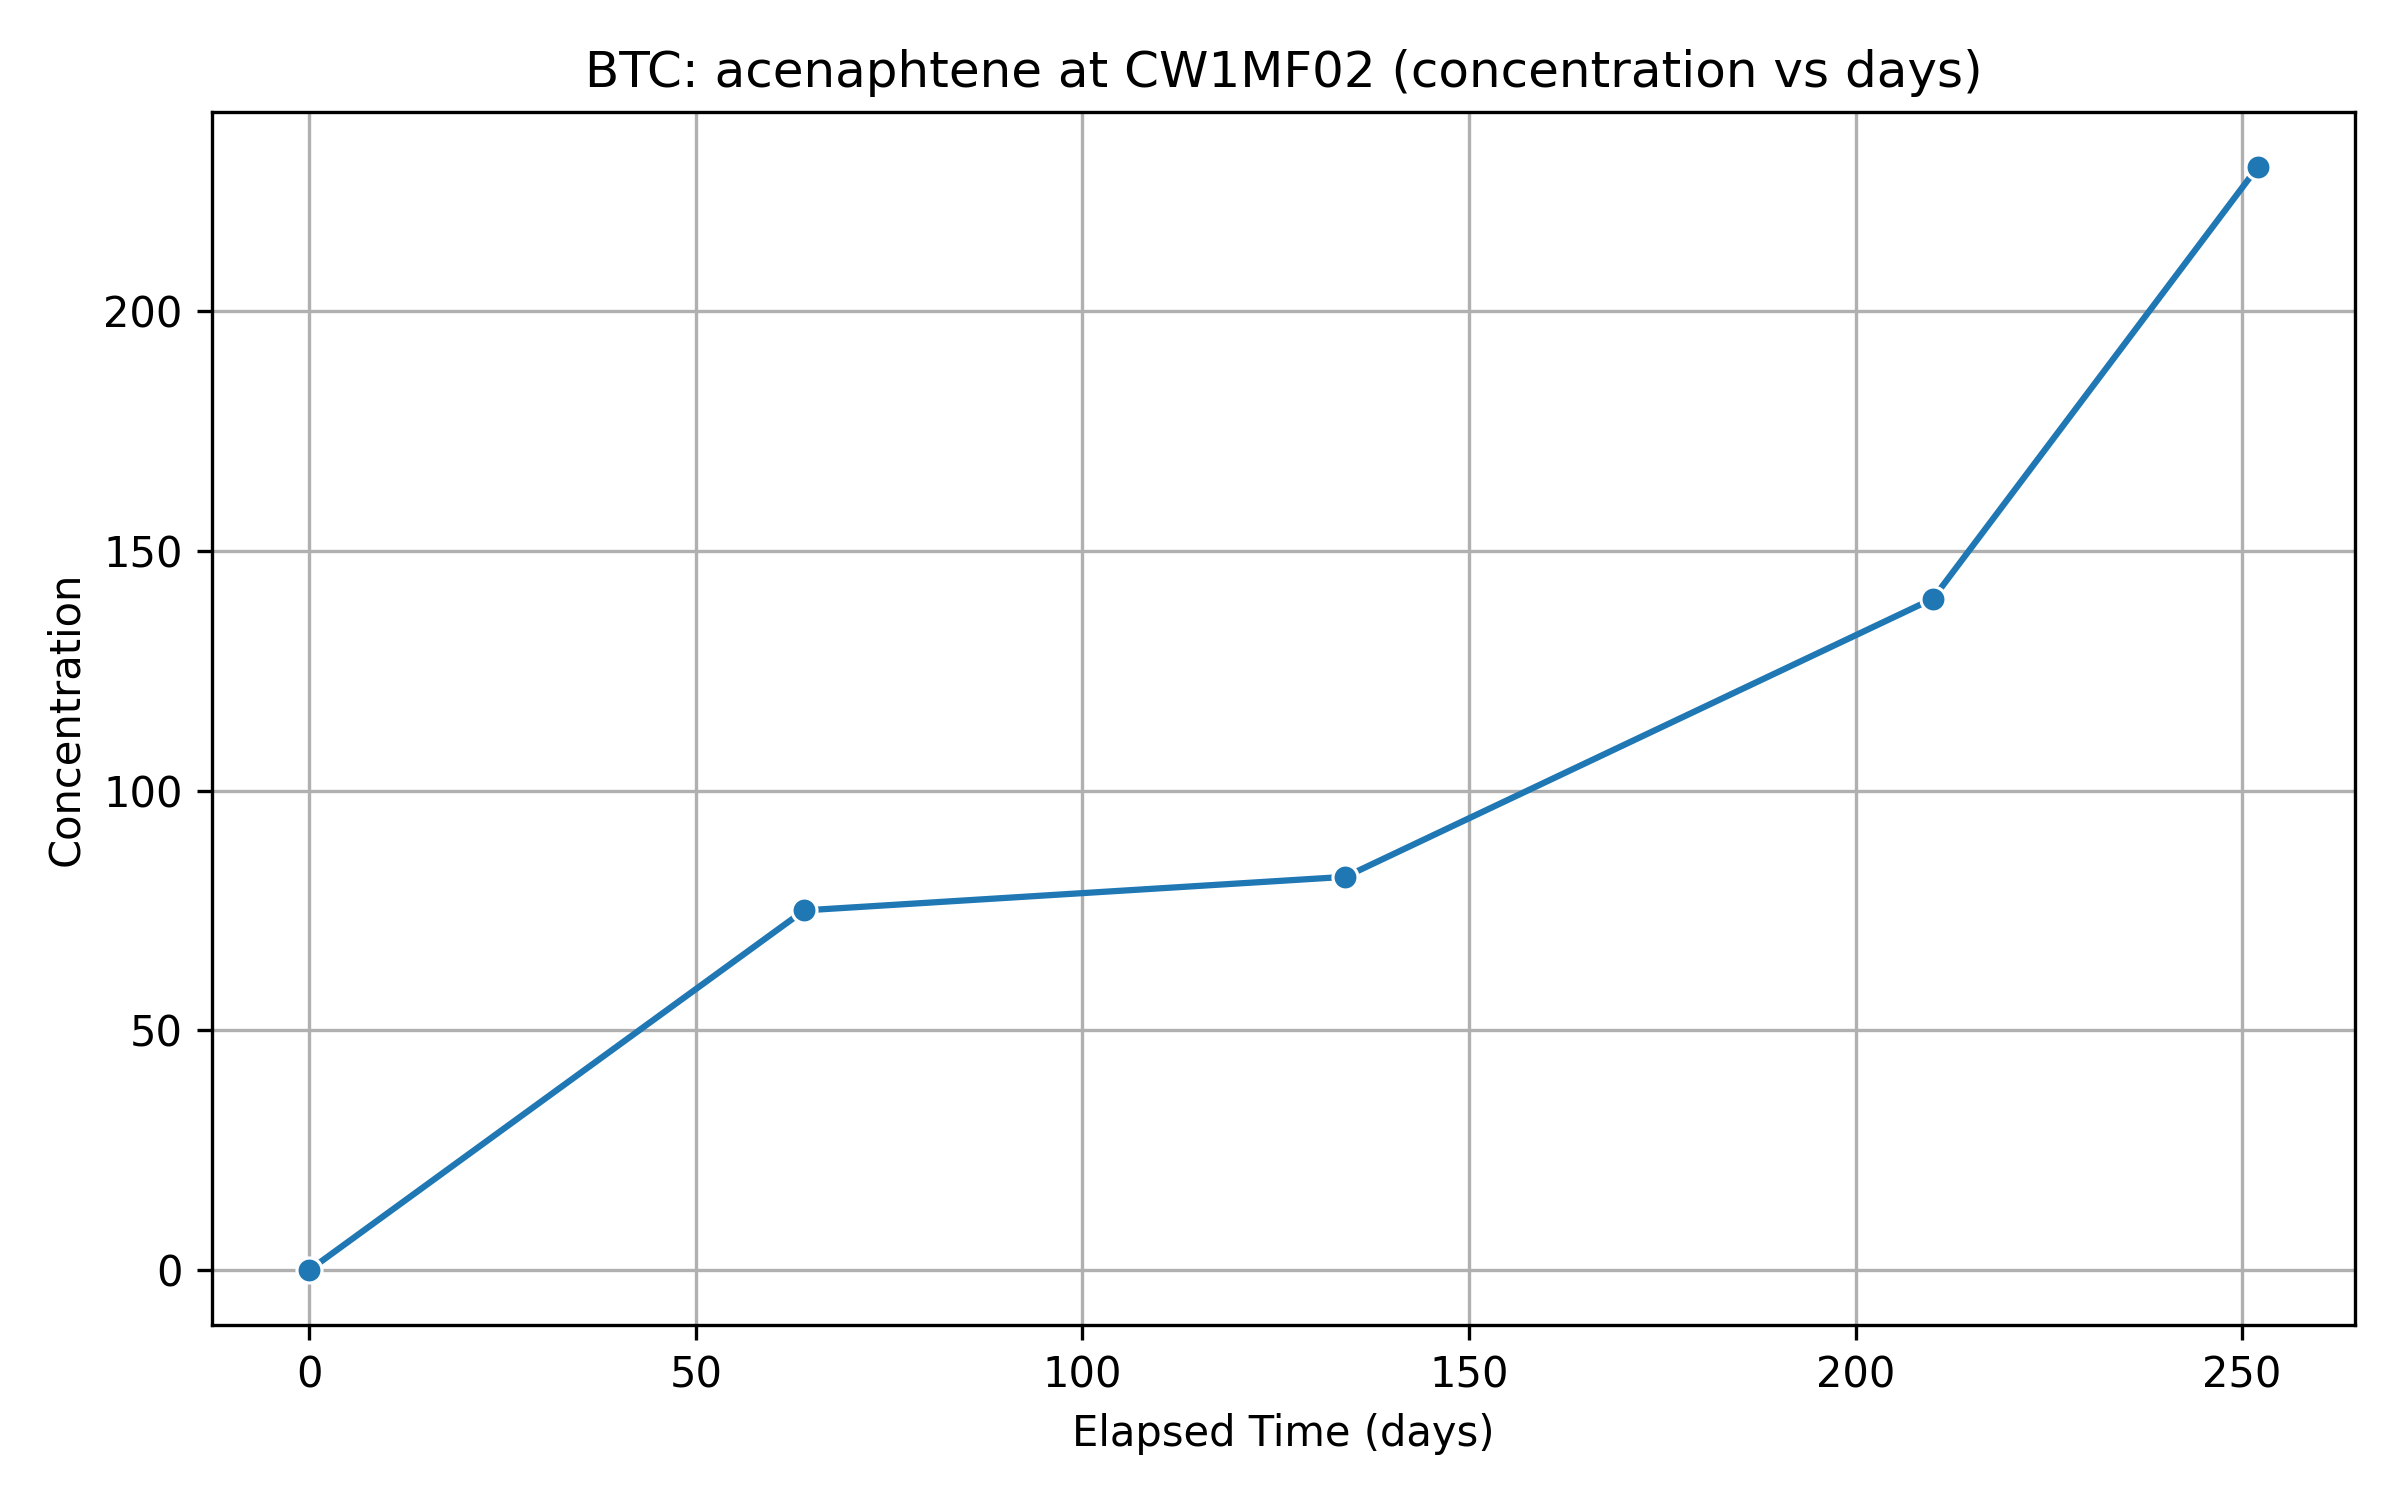 BTC: acenaphtene at CW1MF02 (concentration vs days)
200
150
100
50
0
Concentration
0 50 100 150 200 250
Elapsed Time (days)